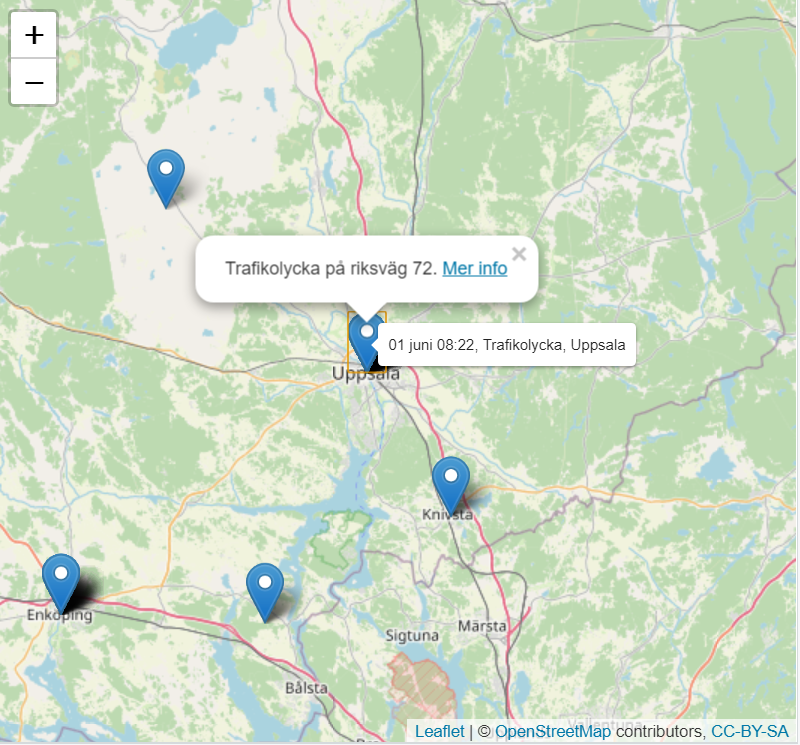 +
−
Trafikolycka på riksväg 72. Mer info
×
01 juni 08:22, Trafikolycka, Uppsala
Uppsala
Knivsta
Enköping
Sigtuna
Märsta
Bålsta
Vallentuna
Leaflet | © OpenStreetMap contributors, CC-BY-SA